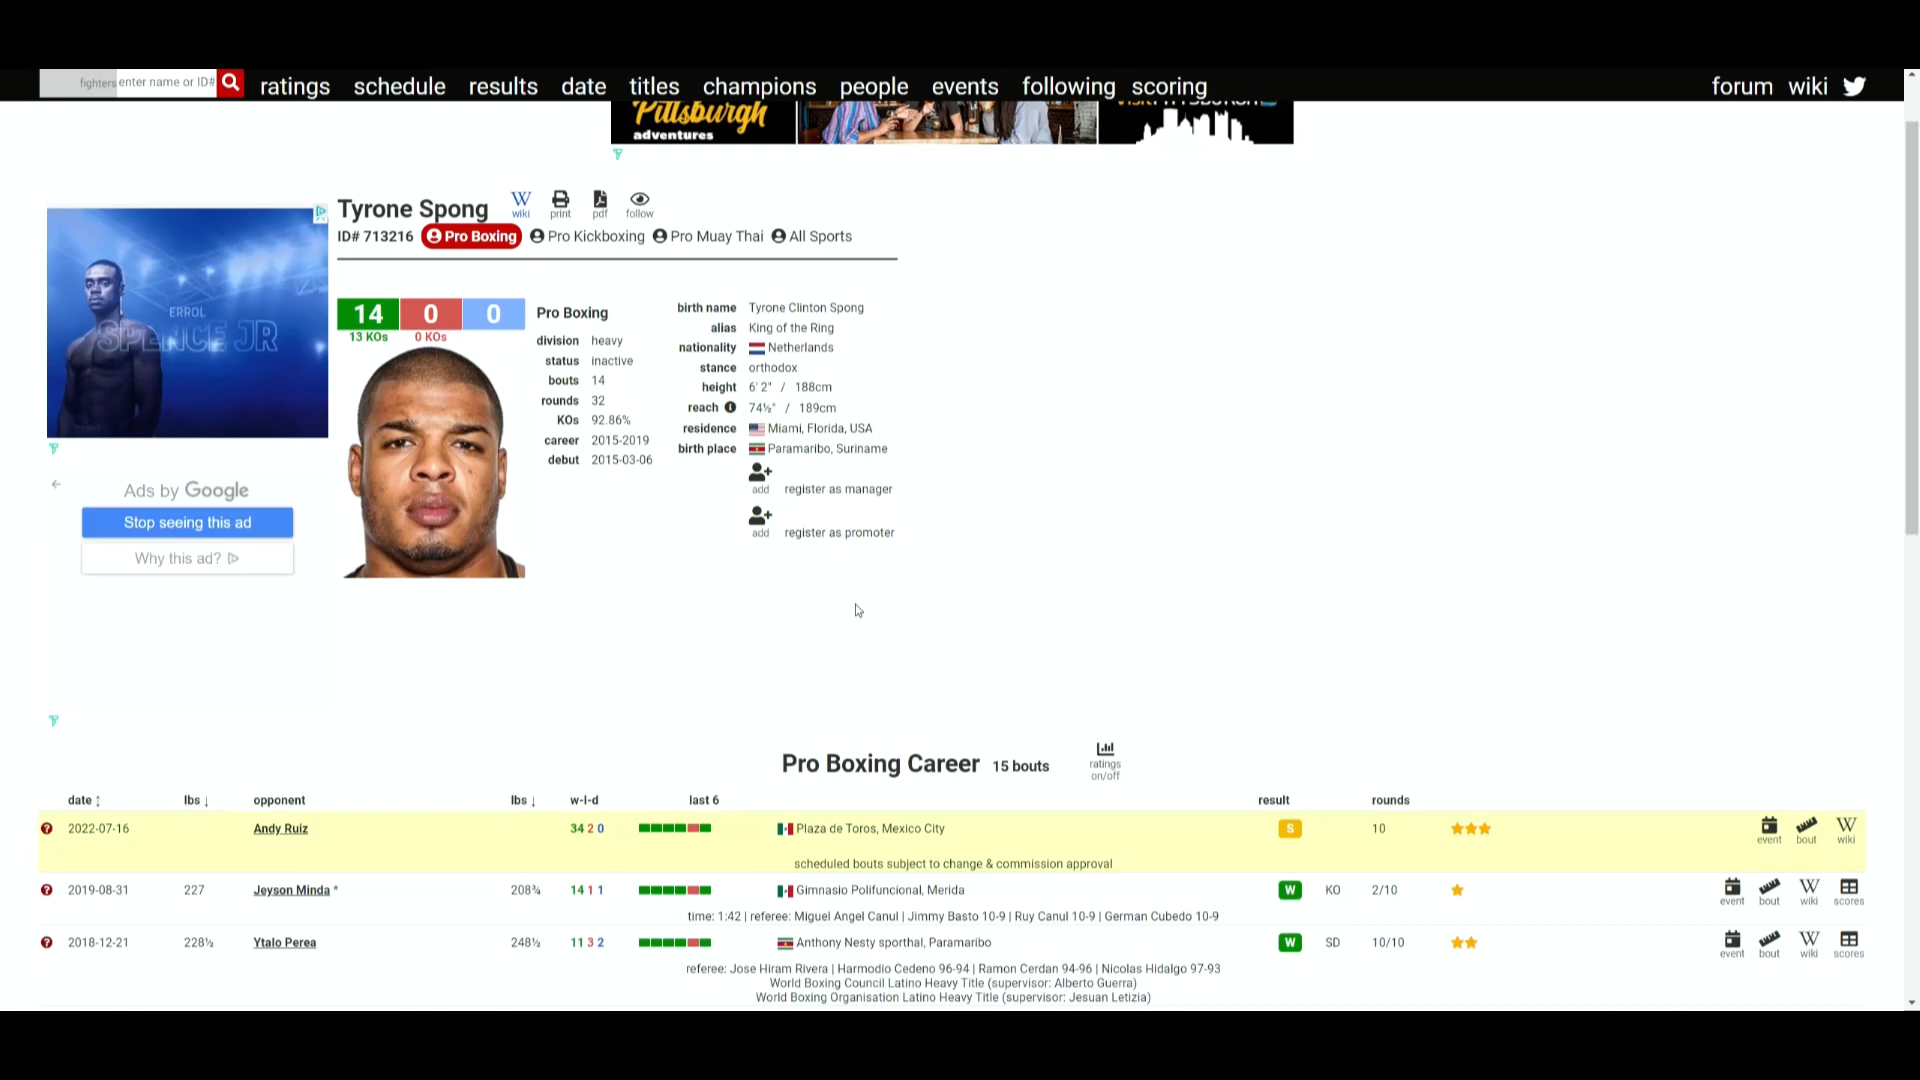 fighters enter name or ID# ratings schedule results date titles champions people events following scoring forum wiki
Pittsburgh
adventures
Tyrone Spong
wiki print pdf follow
ID# 713216 Pro Boxing Pro Kickboxing Pro Muay Thai All Sports
ERROL
SPENCE JR
14 0 0
13 KOs 0 KOs
Pro Boxing
division heavy
status inactive
bouts 14
rounds 32
KOs 92.86%
career 2015-2019
debut 2015-03-06
birth name Tyrone Clinton Spong
alias King of the Ring
nationality Netherlands
stance orthodox
height 6' 2" / 188cm
reach 74½" / 189cm
residence Miami, Florida, USA
birth place Paramaribo, Suriname
add register as manager
add register as promoter
Ads by Google
Stop seeing this ad
Why this ad?
Pro Boxing Career 15 bouts
ratings
on/off
date lbs opponent lbs w-l-d last 6 result rounds
2022-07-16 Andy Ruiz 34 2 0 Plaza de Toros, Mexico City S 10
event bout wiki
scheduled bouts subject to change & commission approval
2019-08-31 227 Jeyson Minda * 208¾ 14 1 1 Gimnasio Polifuncional, Merida W KO 2/10
event bout wiki scores
time: 1:42 | referee: Miguel Angel Canul | Jimmy Basto 10-9 | Ruy Canul 10-9 | German Cubedo 10-9
2018-12-21 228½ Ytalo Perea 248½ 11 3 2 Anthony Nesty sporthal, Paramaribo W SD 10/10
event bout wiki scores
referee: Jose Hiram Rivera | Harmodio Cedeno 96-94 | Ramon Cerdan 94-96 | Nicolas Hidalgo 97-93
World Boxing Council Latino Heavy Title (supervisor: Alberto Guerra)
World Boxing Organisation Latino Heavy Title (supervisor: Jesuan Letizia)